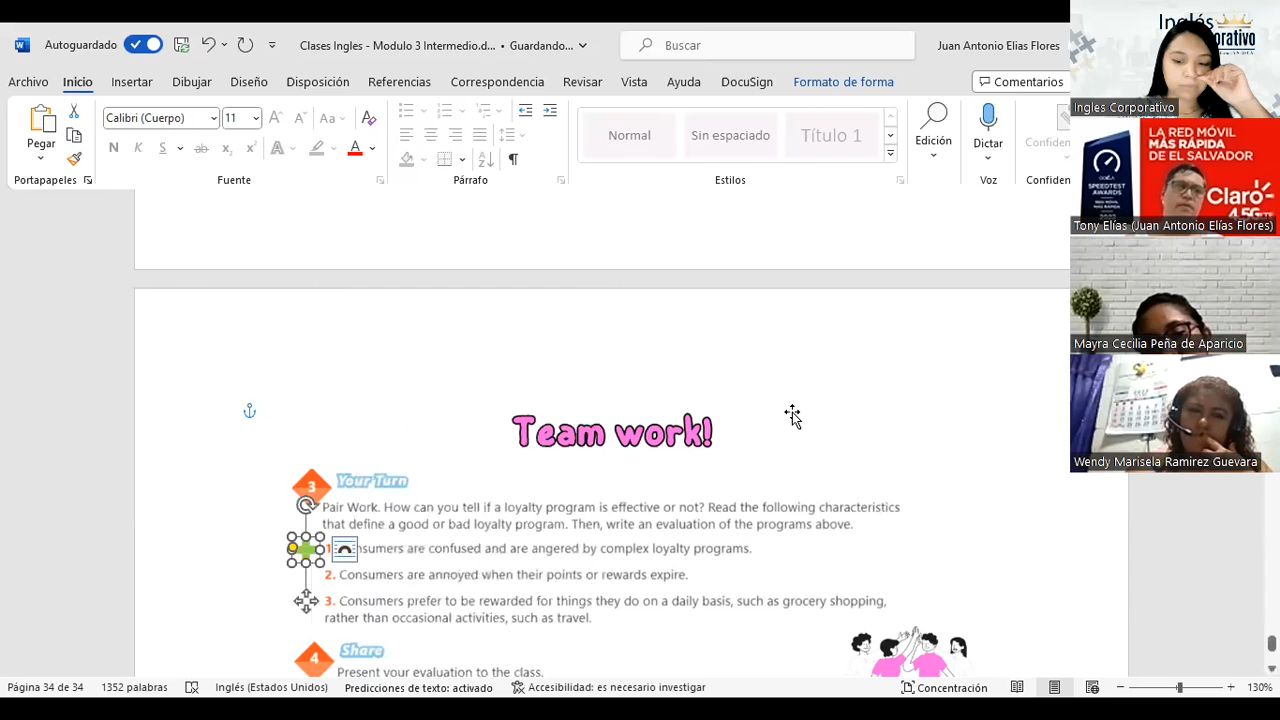 Autoguardado
Clases Ingles - Modulo 3 Intermedio.d... • Guardando...
Buscar
Juan Antonio Elias Flores
Archivo Inicio Insertar Dibujar Diseño Disposición Referencias Correspondencia Revisar Vista Ayuda DocuSign Formato de forma
Comentarios
Pegar
Calibri (Cuerpo) 11
Normal Sin espaciado Título 1
Edición
Dictar
Confiden
Portapapeles Fuente Párrafo Estilos Voz Confiden
Team work!
3 Your Turn
Pair Work. How can you tell if a loyalty program is effective or not? Read the following characteristics
that define a good or bad loyalty program. Then, write an evaluation of the programs above.
1 nsumers are confused and are angered by complex loyalty programs.
2. Consumers are annoyed when their points or rewards expire.
3. Consumers prefer to be rewarded for things they do on a daily basis, such as grocery shopping,
rather than occasional activities, such as travel.
4 Share
Present your evaluation to the class.
Página 34 de 34 1352 palabras Inglés (Estados Unidos) Predicciones de texto: activado Accesibilidad: es necesario investigar Concentración 130%
Inglés
Ingles Corporativo
LA RED MÓVIL
MÁS RÁPIDA
DE EL SALVADOR
SPEEDTEST
AWARDS
Claro
4.5G
Tony Elías (Juan Antonio Elías Flores)
Mayra Cecilia Peña de Aparicio
Wendy Marisela Ramirez Guevara